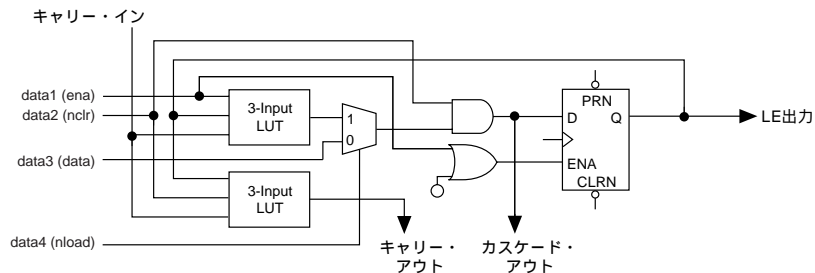 キャリー・イン
data1 (ena)
data2 (nclr)
data3 (data)
data4 (nload)
3-Input
LUT
3-Input
LUT
1
0
PRN
D
Q
ENA
CLRN
LE出力
キャリー・
アウト
カスケード・
アウト